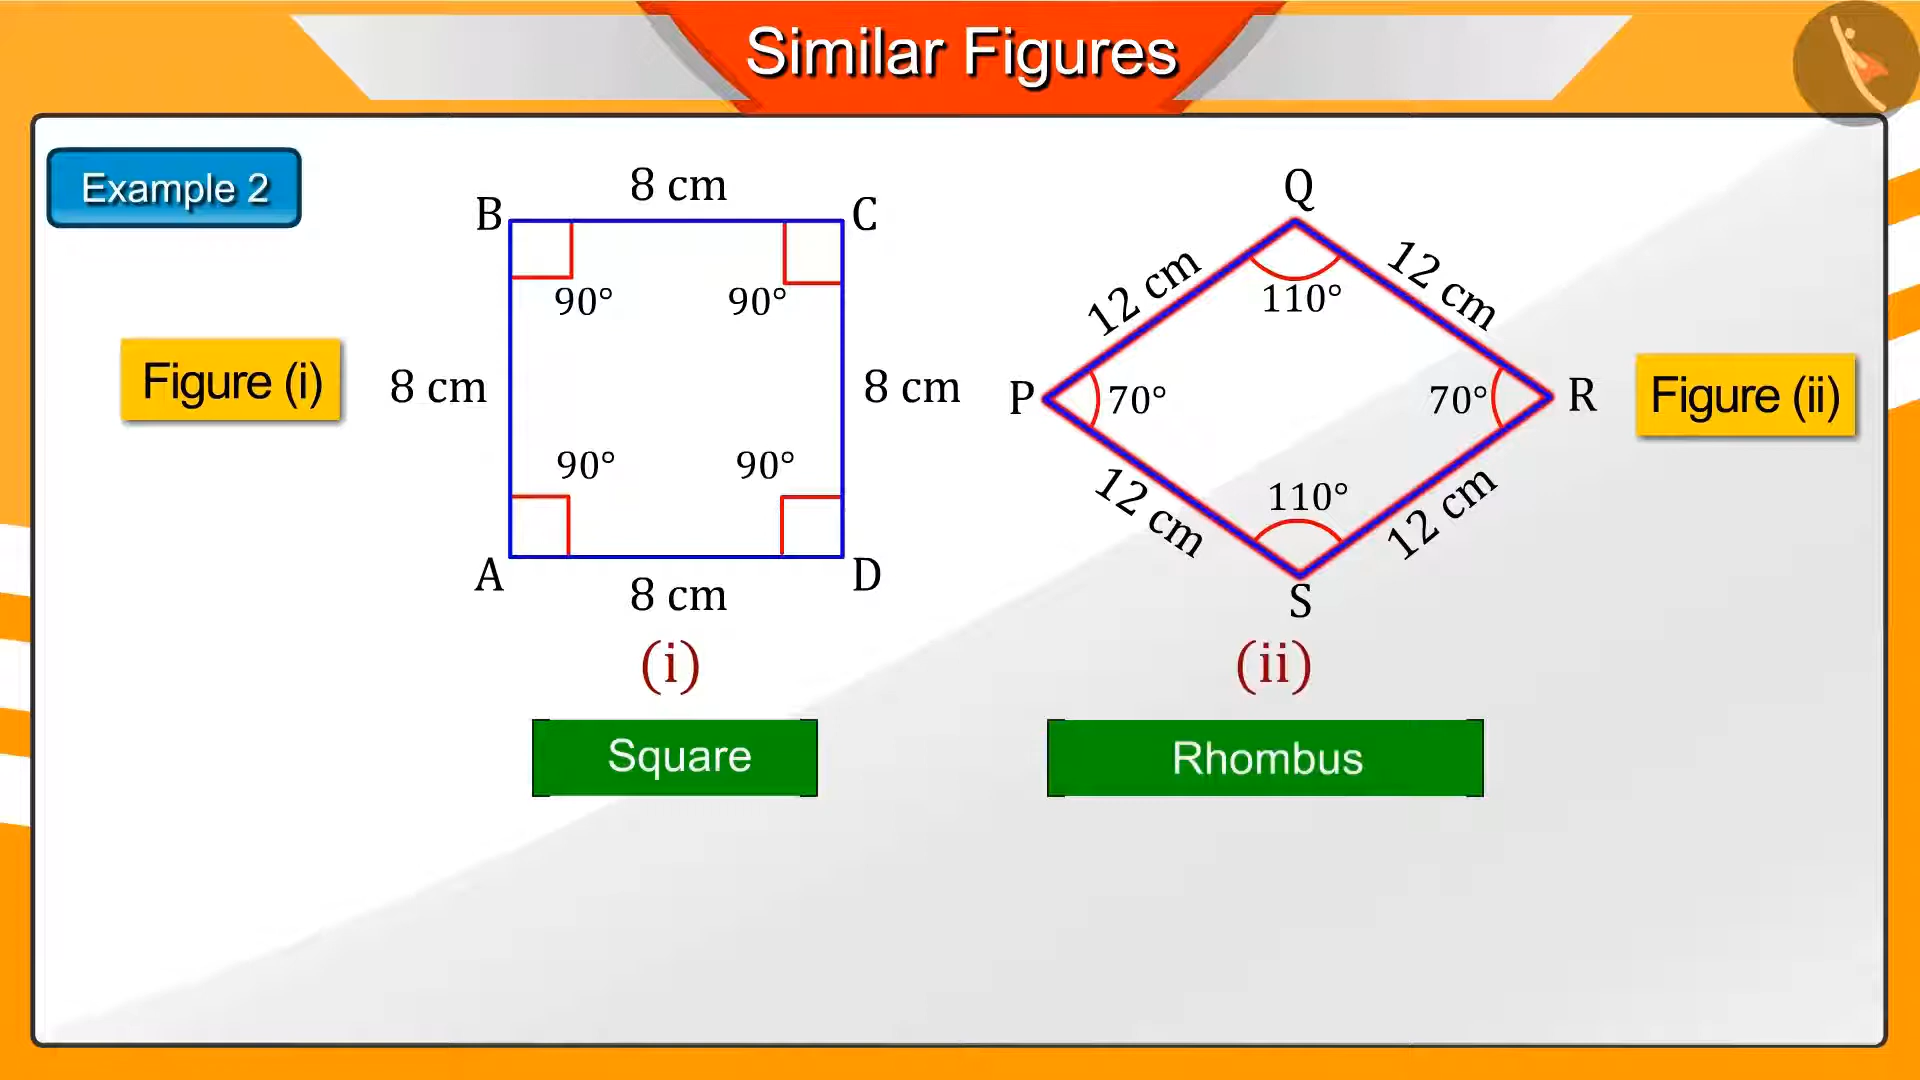 Similar Figures
Example 2
8 cm
B
C
90°
90°
Figure (i)
8 cm
8 cm
90°
90°
A
D
8 cm
(i)
Square
Q
12 cm
12 cm
110°
P
70°
70°
R
Figure (ii)
12 cm
110°
12 cm
S
(ii)
Rhombus